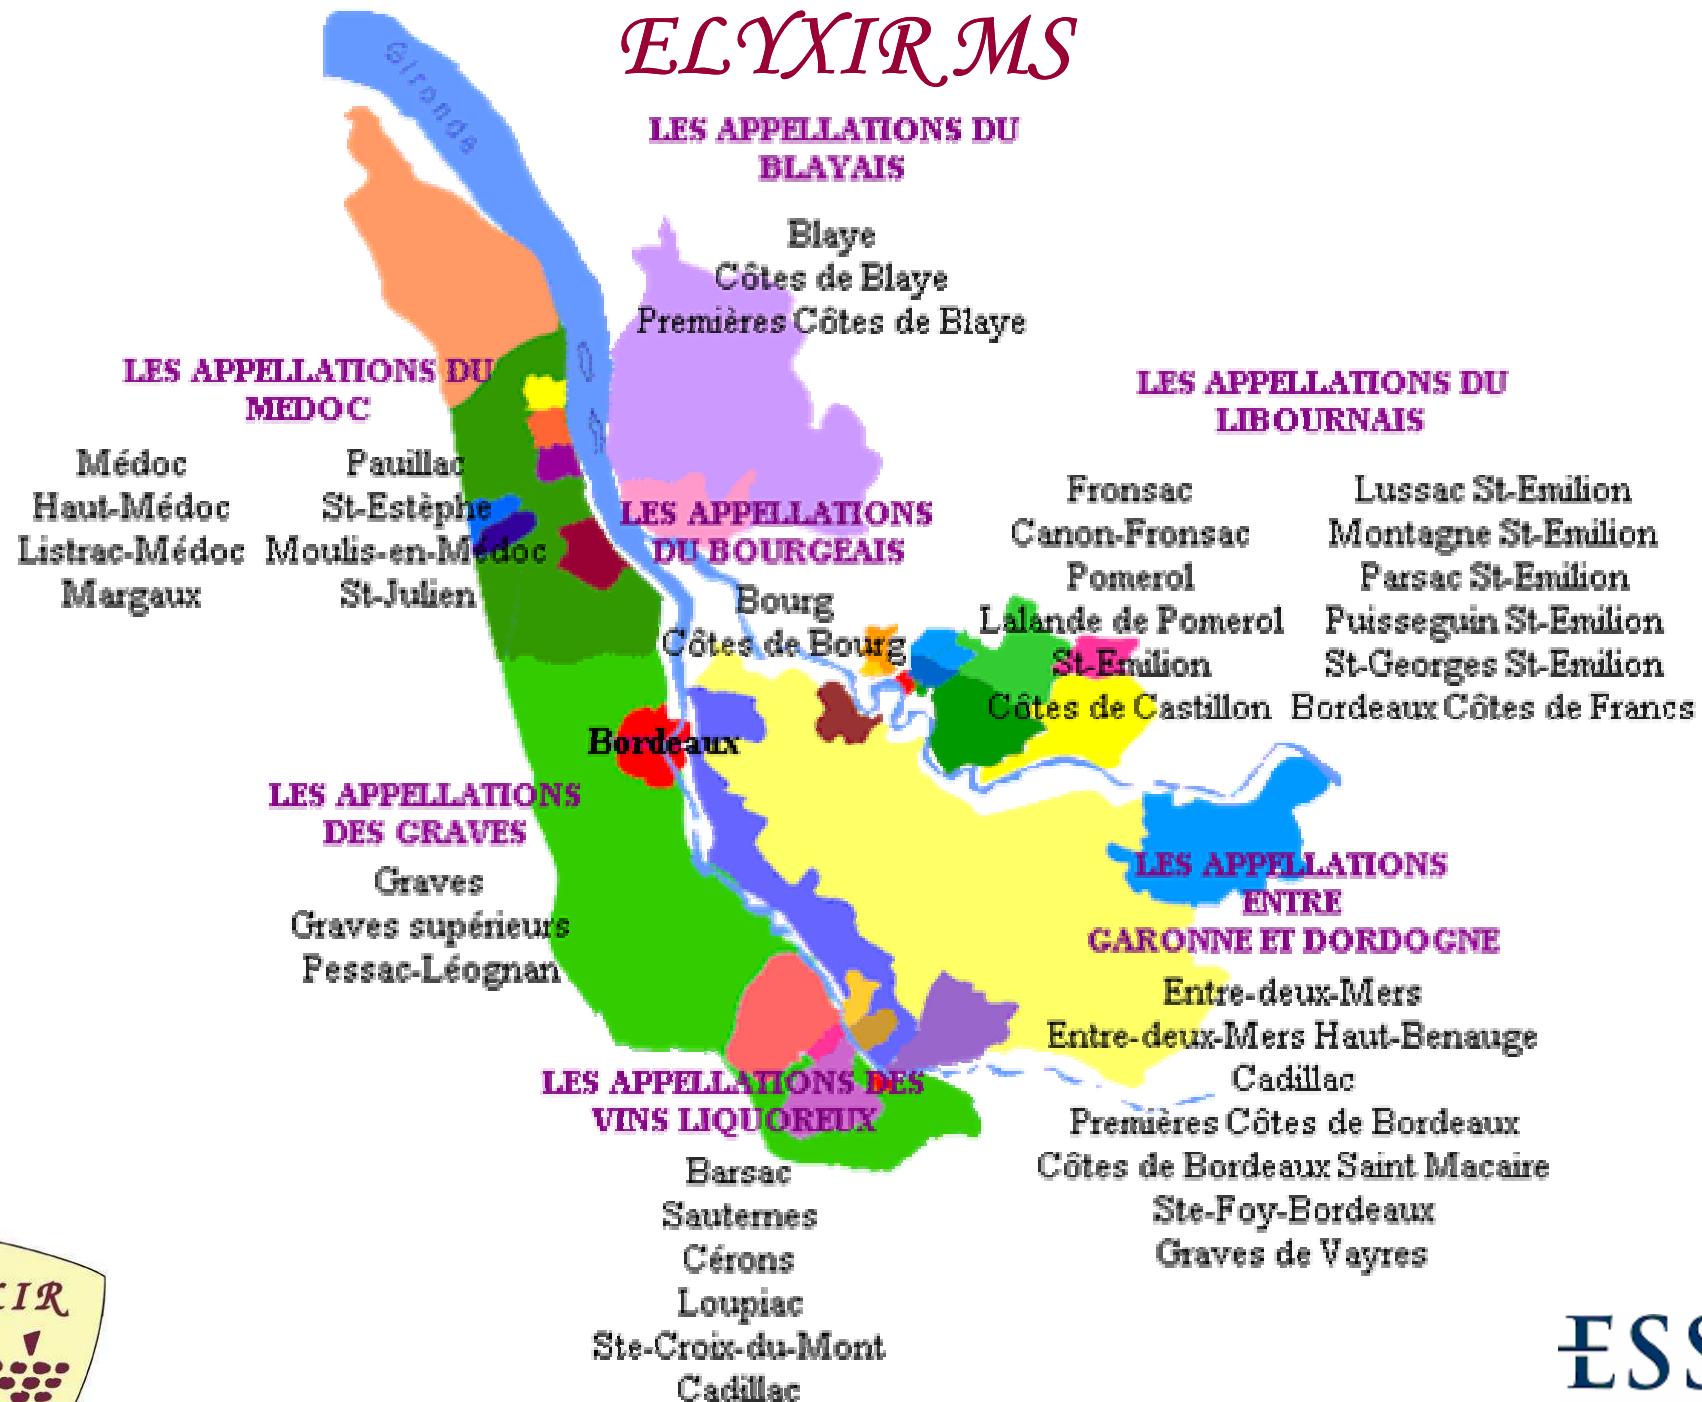 ELYXIR MS
Gironde
LES APPELLATIONS DU
BLAYAIS
Blaye
Côtes de Blaye
Premières Côtes de Blaye
LES APPELLATIONS DU
MEDOC
Médoc
Haut-Médoc
Listrac-Médoc
Margaux
Pauillac
St-Estèphe
Moulis-en-Médoc
St-Julien
LES APPELLATIONS
DU BOURGEAIS
Bourg
Côtes de Bourg
LES APPELLATIONS DU
LIBOURNAIS
Fronsac
Canon-Fronsac
Pomerol
Lalande de Pomerol
St-Emilion
Côtes de Castillon
Lussac St-Emilion
Montagne St-Emilion
Parsac St-Emilion
Puisseguin St-Emilion
St-Georges St-Emilion
Bordeaux Côtes de Francs
Bordeaux
LES APPELLATIONS
DES GRAVES
Graves
Graves supérieurs
Pessac-Léognan
LES APPELLATIONS
ENTRE
GARONNE ET DORDOGNE
Entre-deux-Mers
Entre-deux-Mers Haut-Benauge
Cadillac
Premières Côtes de Bordeaux
Côtes de Bordeaux Saint Macaire
Ste-Foy-Bordeaux
Graves de Vayres
LES APPELLATIONS DES
VINS LIQUOREUX
Barsac
Sauternes
Cérons
Loupiac
Ste-Croix-du-Mont
Cadillac